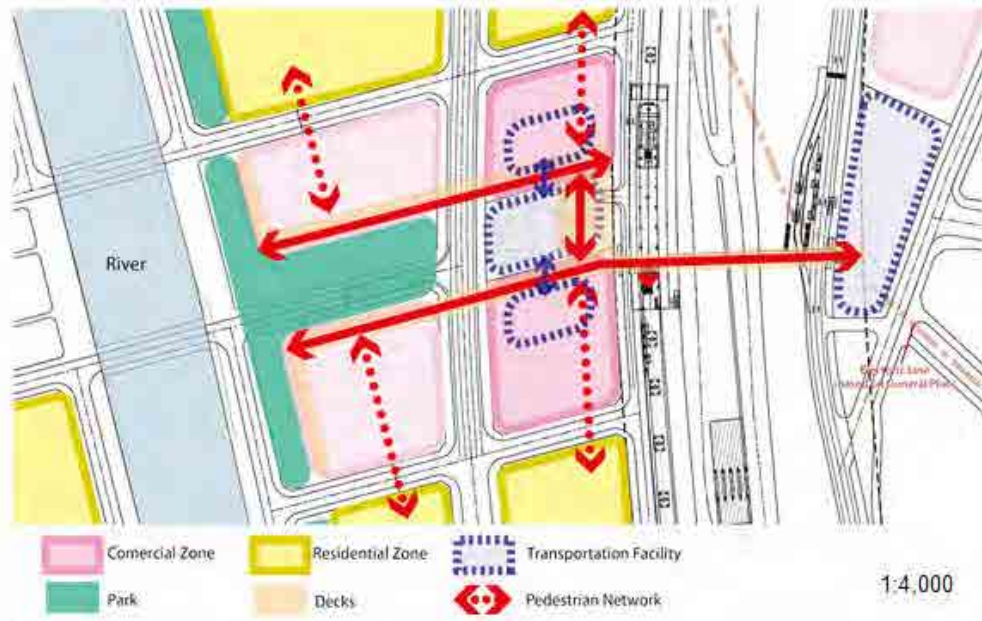 River
Comercial Zone
Residential Zone
Transportation Facility
Park
Decks
Pedestrian Network
1:4,000